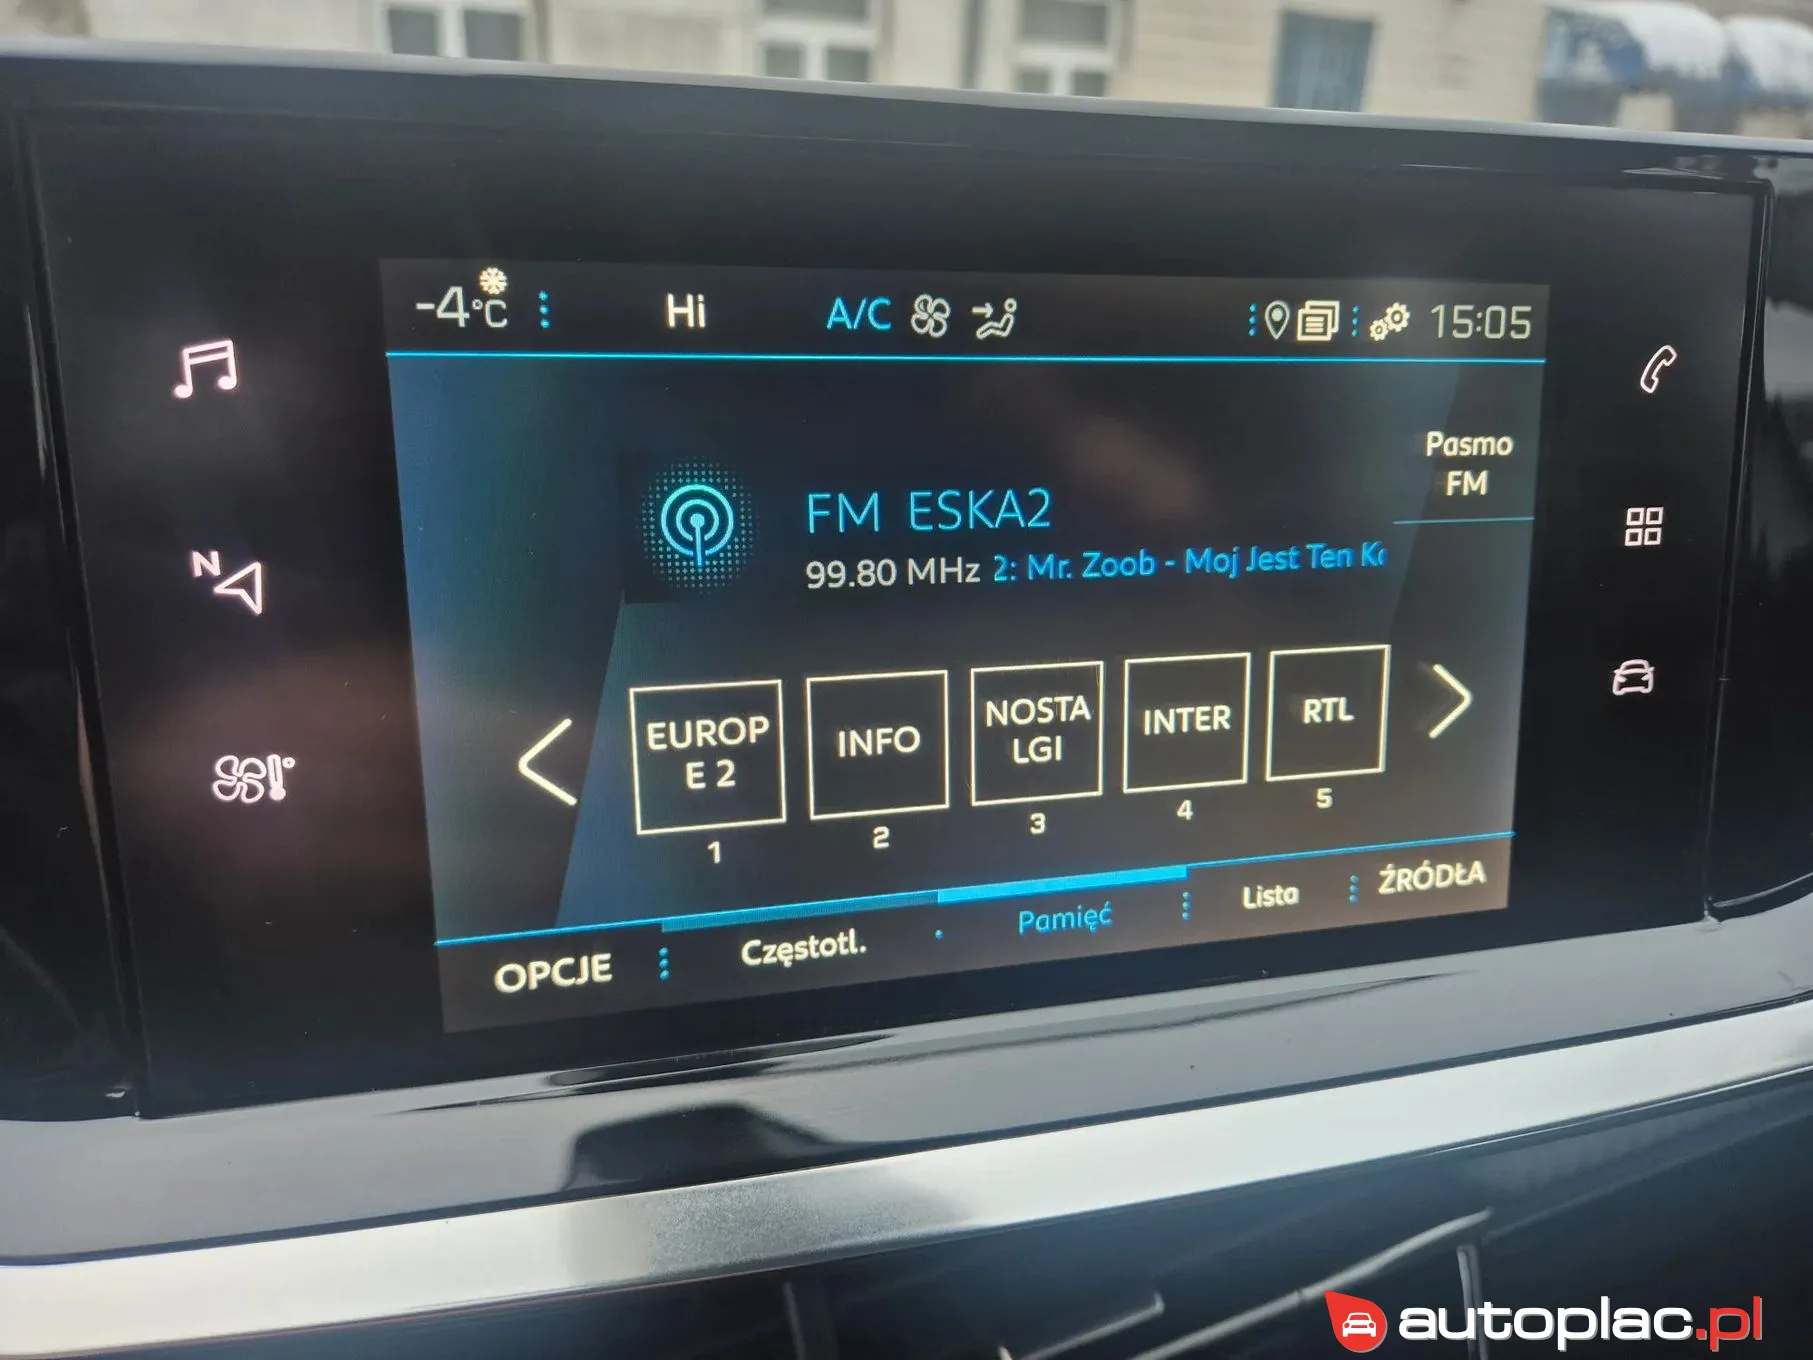 -4°C
Hi
A/C
15:05
Pasmo
FM
FM ESKA2
99.80 MHz 2: Mr. Zoob - Moj Jest Ten
N
EUROP
E 2
INFO
NOSTA
LGI
INTER
RTL
1
2
3
4
5
OPCJE
Częstotl.
Pamięć
Lista
ŹRÓDŁA
autoplac.pl